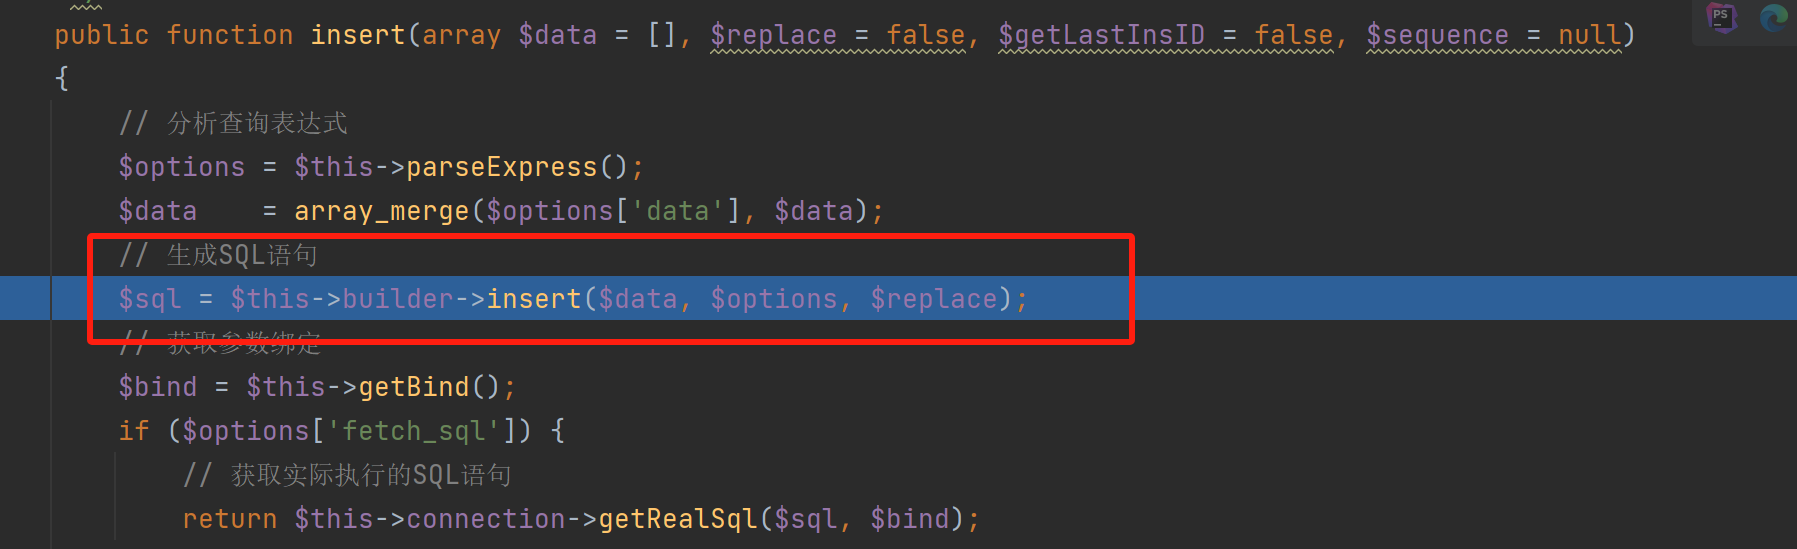 public function insert(array $data = [], $replace = false, $getLastInsID = false, $sequence = null)
{
// 分析查询表达式
$options = $this->parseExpress();
$data    = array_merge($options['data'], $data);
// 生成SQL语句
$sql = $this->builder->insert($data, $options, $replace);
// 获取参数绑定
$bind = $this->getBind();
if ($options['fetch_sql']) {
// 获取实际执行的SQL语句
return $this->connection->getRealSql($sql, $bind);
PS